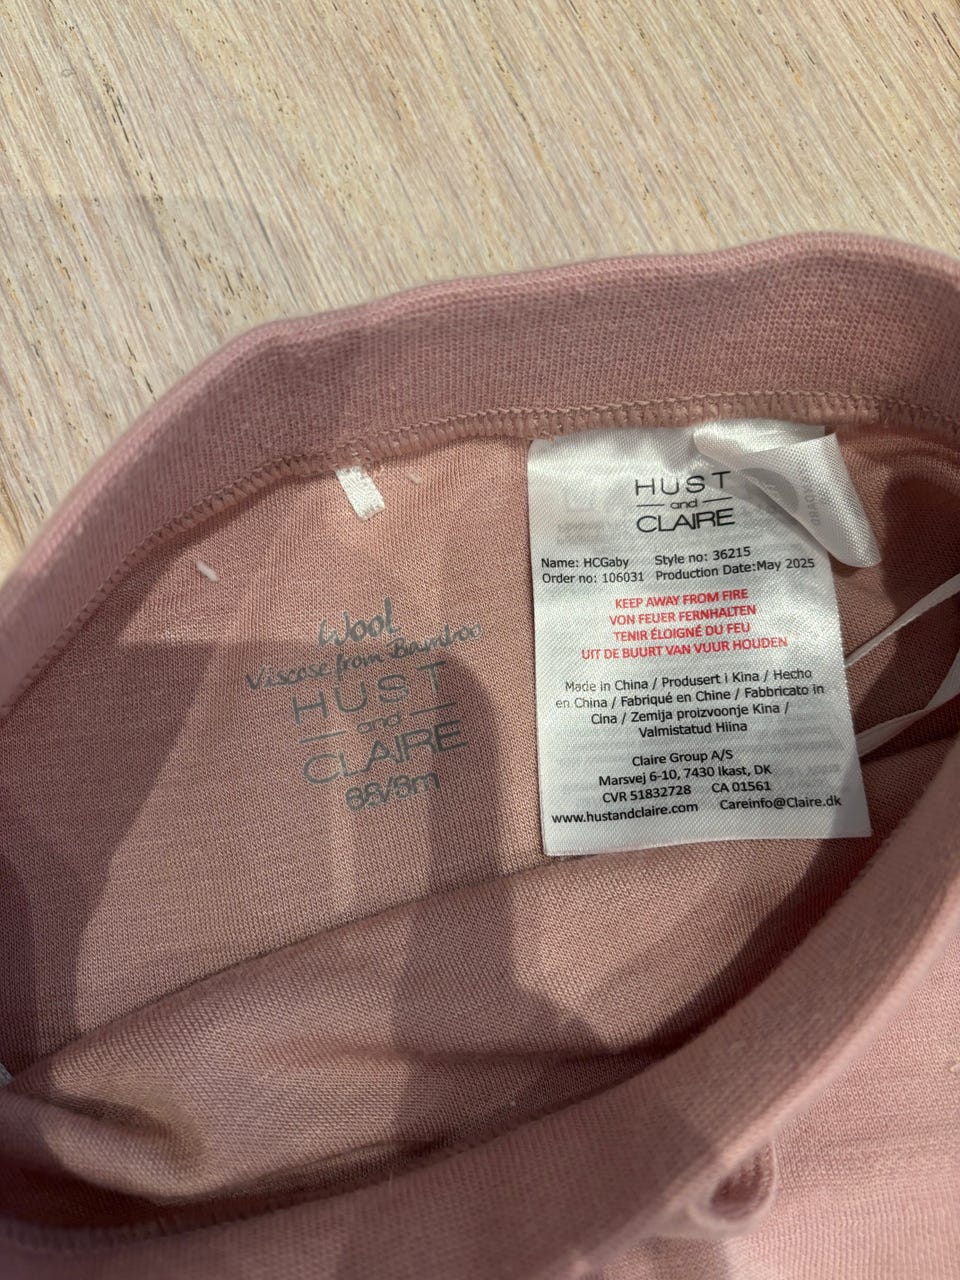 Wool
Viscose from Bamboo
HUST
and
CLAIRE
68/6m
HUST
and
CLAIRE
Name: HCGaby Style no: 36215
Order no: 106031 Production Date:May 2025
KEEP AWAY FROM FIRE
VON FEUER FERNHALTEN
TENIR ÉLOIGNÉ DU FEU
UIT DE BUURT VAN VUUR HOUDEN
Made in China / Produsert i Kina / Hecho
en China / Fabriqué en Chine / Fabbricato in
Cina / Zemija proizvoonje Kina /
Valmistatud Hiina
Claire Group A/S
Marsvej 6-10, 7430 Ikast, DK
CVR 51832728 CA 01561
www.hustandclaire.com Careinfo@Claire.dk